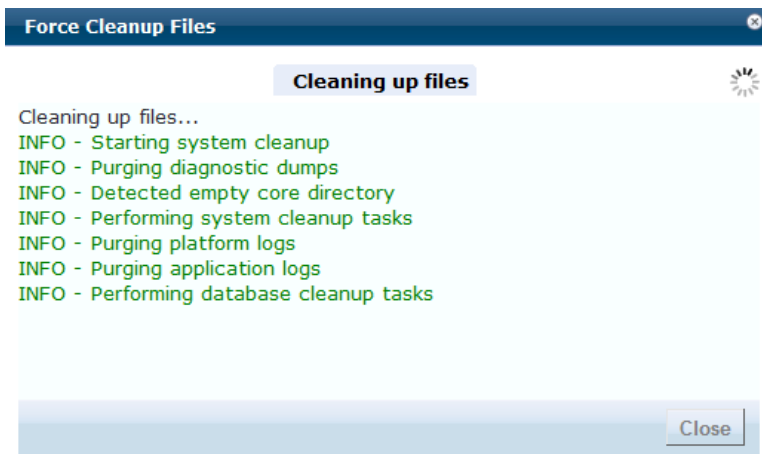 Force Cleanup Files
Cleaning up files
Cleaning up files...
INFO - Starting system cleanup
INFO - Purging diagnostic dumps
INFO - Detected empty core directory
INFO - Performing system cleanup tasks
INFO - Purging platform logs
INFO - Purging application logs
INFO - Performing database cleanup tasks
Close